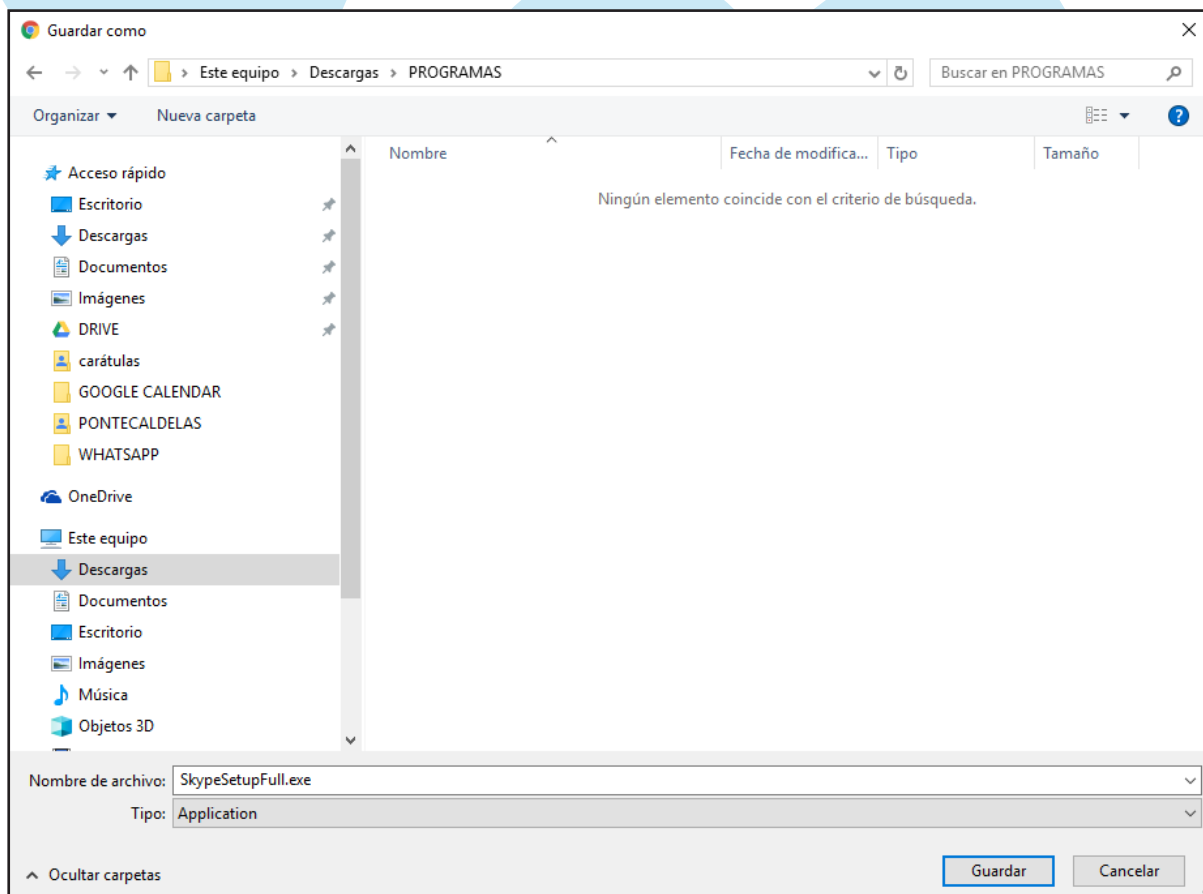 Guardar como
Este equipo > Descargas > PROGRAMAS
Buscar en PROGRAMAS
Organizar
Nueva carpeta
Nombre
Fecha de modifica...
Tipo
Tamaño
Ningún elemento coincide con el criterio de búsqueda.
Acceso rápido
Escritorio
Descargas
Documentos
Imágenes
DRIVE
carátulas
GOOGLE CALENDAR
PONTECALDELAS
WHATSAPP
OneDrive
Este equipo
Descargas
Documentos
Escritorio
Imágenes
Música
Objetos 3D
Nombre de archivo: SkypeSetupFull.exe
Tipo: Application
Ocultar carpetas
Guardar
Cancelar